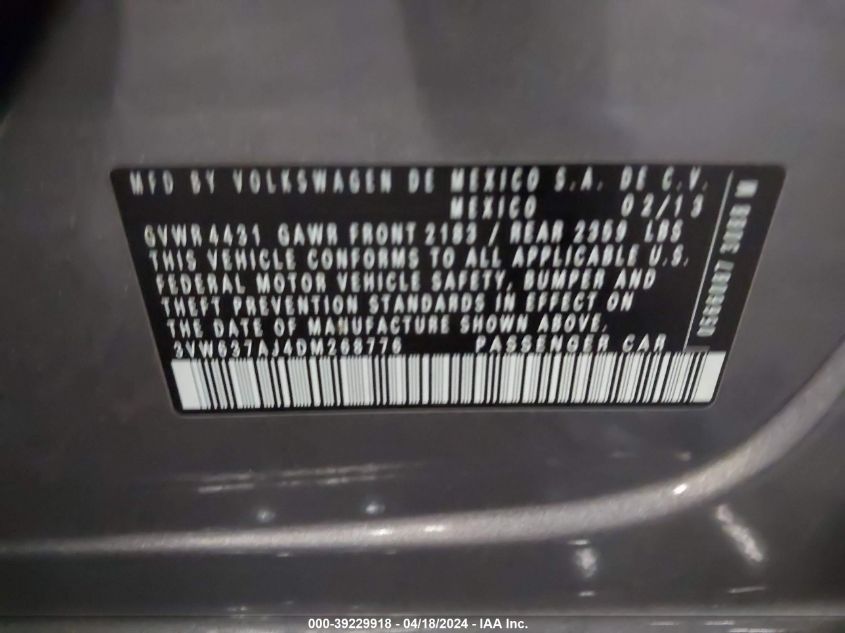 MFD BY VOLKSWAGEN DE MEXICO S.A. DE C.V.
MEXICO 02/13
GVWR 4431 GAWR FRONT 2183 / REAR 2359 LBS
THIS VEHICLE CONFORMS TO ALL APPLICABLE U.S.
FEDERAL MOTOR VEHICLE SAFETY, BUMPER AND
THEFT PREVENTION STANDARDS IN EFFECT ON
THE DATE OF MANUFACTURE SHOWN ABOVE.
3VW637AJ4DM268776 PASSENGER CAR
000-39229918 - 04/18/2024 - IAA Inc.